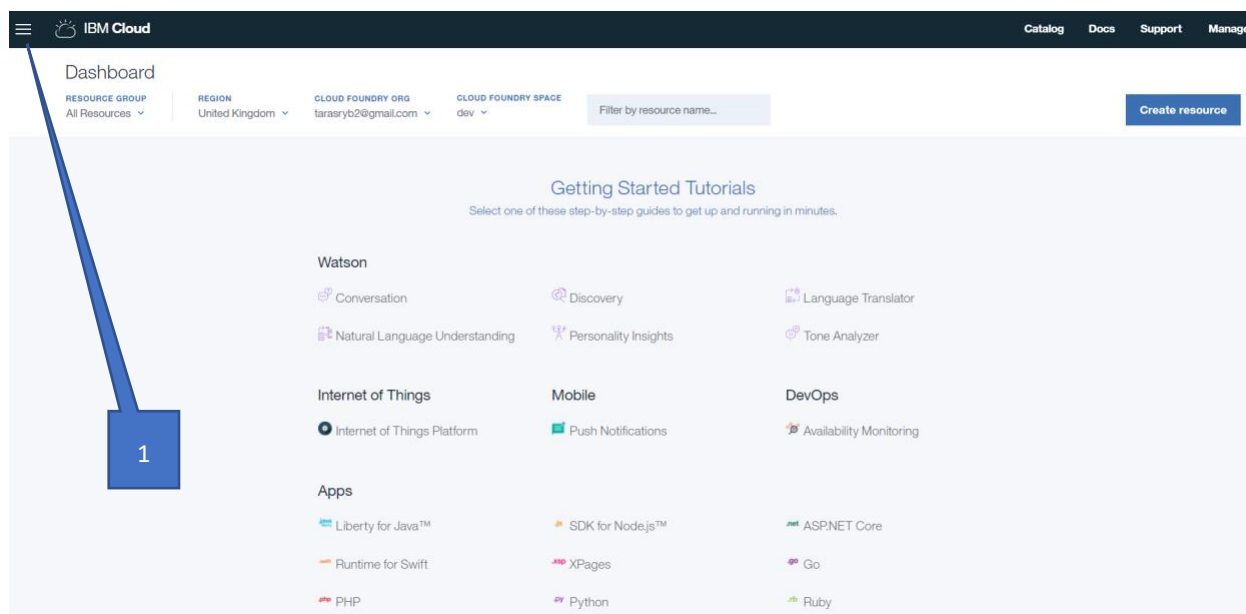 IBM Cloud
Catalog Docs Support Manage
Dashboard
RESOURCE GROUP REGION CLOUD FOUNDRY ORG CLOUD FOUNDRY SPACE
All Resources United Kingdom tarasryb2@gmail.com dev Filter by resource name... Create resource
Getting Started Tutorials
Select one of these step-by-step guides to get up and running in minutes.
Watson
Conversation Discovery Language Translator
Natural Language Understanding Personality Insights Tone Analyzer
Internet of Things Mobile DevOps
Internet of Things Platform Push Notifications Availability Monitoring
1
Apps
Liberty for Java™ SDK for Node.js™ ASP.NET Core
Runtime for Swift XPages Go
PHP Python Ruby